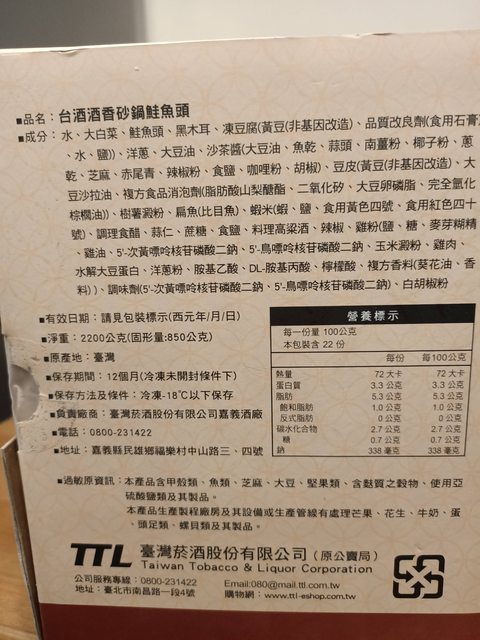 ■品名：台酒酒香砂鍋鮭魚頭
■成分：水、大白菜、鮭魚頭、黑木耳、凍豆腐(黃豆(非基因改造)、品質改良劑(食用石膏)
、水、鹽))、洋蔥、大豆油、沙茶醬(大豆油、魚乾、蒜頭、南薑粉、椰子粉、蔥
乾、芝麻、赤尾青、辣椒粉、食鹽、咖哩粉、胡椒)、豆皮(黃豆(非基因改造)、大
豆沙拉油、複方食品消泡劑(脂肪酸山梨醣酯、二氧化矽、大豆卵磷脂、完全氫化
棕櫚油))、樹薯澱粉、扁魚(比目魚)、蝦米(蝦、鹽、食用黃色四號、食用紅色四十
號)、調理食醋、蒜仁、蔗糖、食鹽、料理高粱酒、辣椒、雞粉(鹽、糖、麥芽糊精
、雞油、5'-次黃嘌呤核苷磷酸二鈉、5'-鳥嘌呤核苷磷酸二鈉、玉米澱粉、雞肉、
水解大豆蛋白、洋蔥粉、胺基乙酸、DL-胺基丙酸、檸檬酸、複方香料(葵花油、香
料))、調味劑(5'-次黃嘌呤核苷磷酸二鈉、5'-鳥嘌呤核苷磷酸二鈉)、白胡椒粉
■有效日期：請見包裝標示(西元年/月/日)
■淨重：2200公克(固形量:850公克)
■原產地：臺灣
■保存期間：12個月(冷凍未開封條件下)
■保存方法及條件：冷凍-18℃以下保存
■負責廠商：臺灣菸酒股份有限公司嘉義酒廠
■電話：0800-231422
■地址：嘉義縣民雄鄉福樂村中山路三、四號
營養標示
每一份量 100公克
本包裝含 22 份
每份 每100公克
熱量 72 大卡 72 大卡
蛋白質 3.3 公克 3.3 公克
脂肪 5.3 公克 5.3 公克
飽和脂肪 1.0 公克 1.0 公克
反式脂肪 0 公克 0 公克
碳水化合物 2.7 公克 2.7 公克
糖 0.7 公克 0.7 公克
鈉 338 毫克 338 毫克
■過敏原資訊：本產品含甲殼類、魚類、芝麻、大豆、堅果類、含麩質之穀物、使用亞
硫酸鹽類及其製品。
本產品生產製程廠房及其設備或生產管線有處理芒果、花生、牛奶、蛋
、頭足類、螺貝類及其製品。
TTL 臺灣菸酒股份有限公司（原公賣局）
Taiwan Tobacco & Liquor Corporation
公司服務專線：0800-231422 Email:080@mail.ttl.com.tw
地址：臺北市南昌路一段4號 購物網：www.ttl-eshop.com.tw